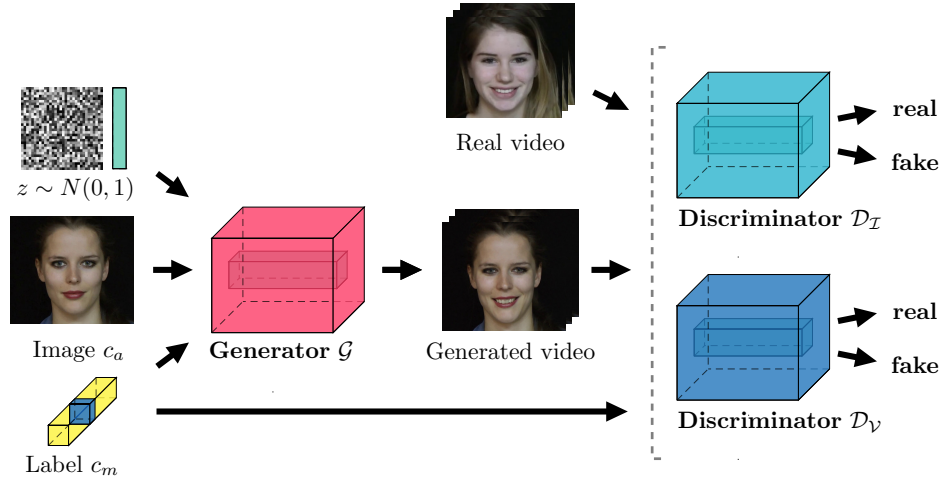 Real video
real
fake
z ∼ N(0, 1)
Discriminator 𝒟_ℐ
Image c_a
Generator 𝒢
Generated video
real
fake
Label c_m
Discriminator 𝒟_𝒱